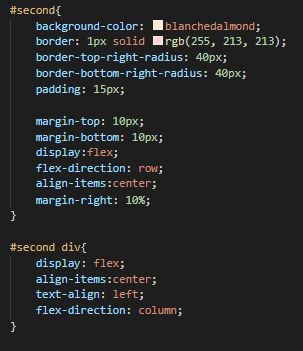 #second{
    background-color: blanchedalmond;
    border: 1px solid rgb(255, 213, 213);
    border-top-right-radius: 40px;
    border-bottom-right-radius: 40px;
    padding: 15px;

    margin-top: 10px;
    margin-bottom: 10px;
    display:flex;
    flex-direction: row;
    align-items:center;
    margin-right: 10%;
}

#second div{
    display: flex;
    align-items:center;
    text-align: left;
    flex-direction: column;
}